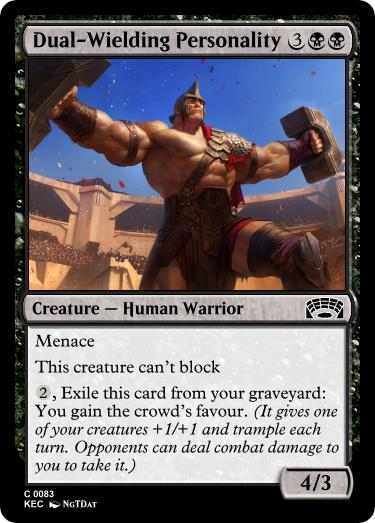 Dual-Wielding Personality 3
Creature — Human Warrior
Menace
This creature can't block
2, Exile this card from your graveyard:
You gain the crowd's favour. (It gives one
of your creatures +1/+1 and trample each
turn. Opponents can deal combat damage to
you to take it.)
4/3
C 0083
KEC NGTDAT